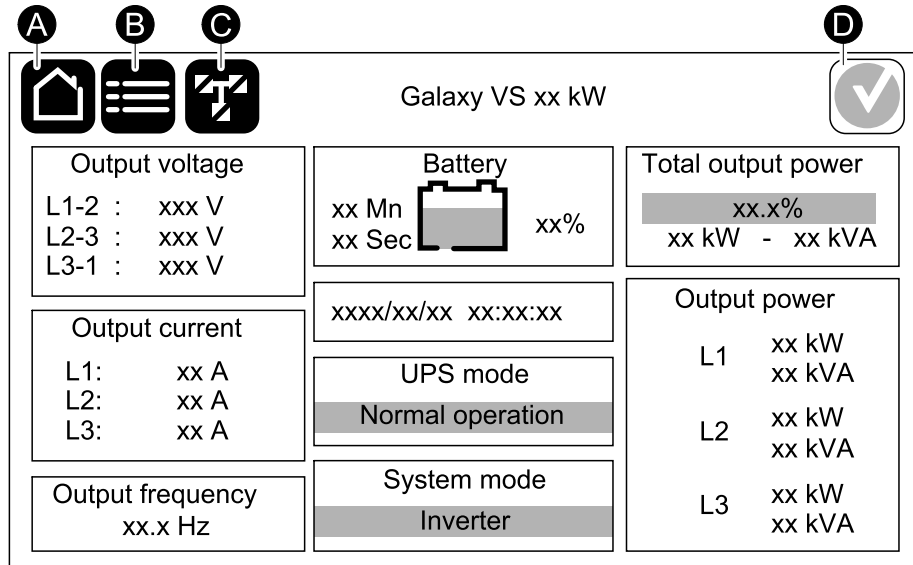 A B C D
Galaxy VS xx kW
Output voltage
L1-2 : xxx V
L2-3 : xxx V
L3-1 : xxx V
Output current
L1: xx A
L2: xx A
L3: xx A
Output frequency
xx.x Hz
Battery
xx Mn
xx Sec
xx%
xxxx/xx/xx xx:xx:xx
UPS mode
Normal operation
System mode
Inverter
Total output power
xx.x%
xx kW - xx kVA
Output power
L1 xx kW
xx kVA
L2 xx kW
xx kVA
L3 xx kW
xx kVA